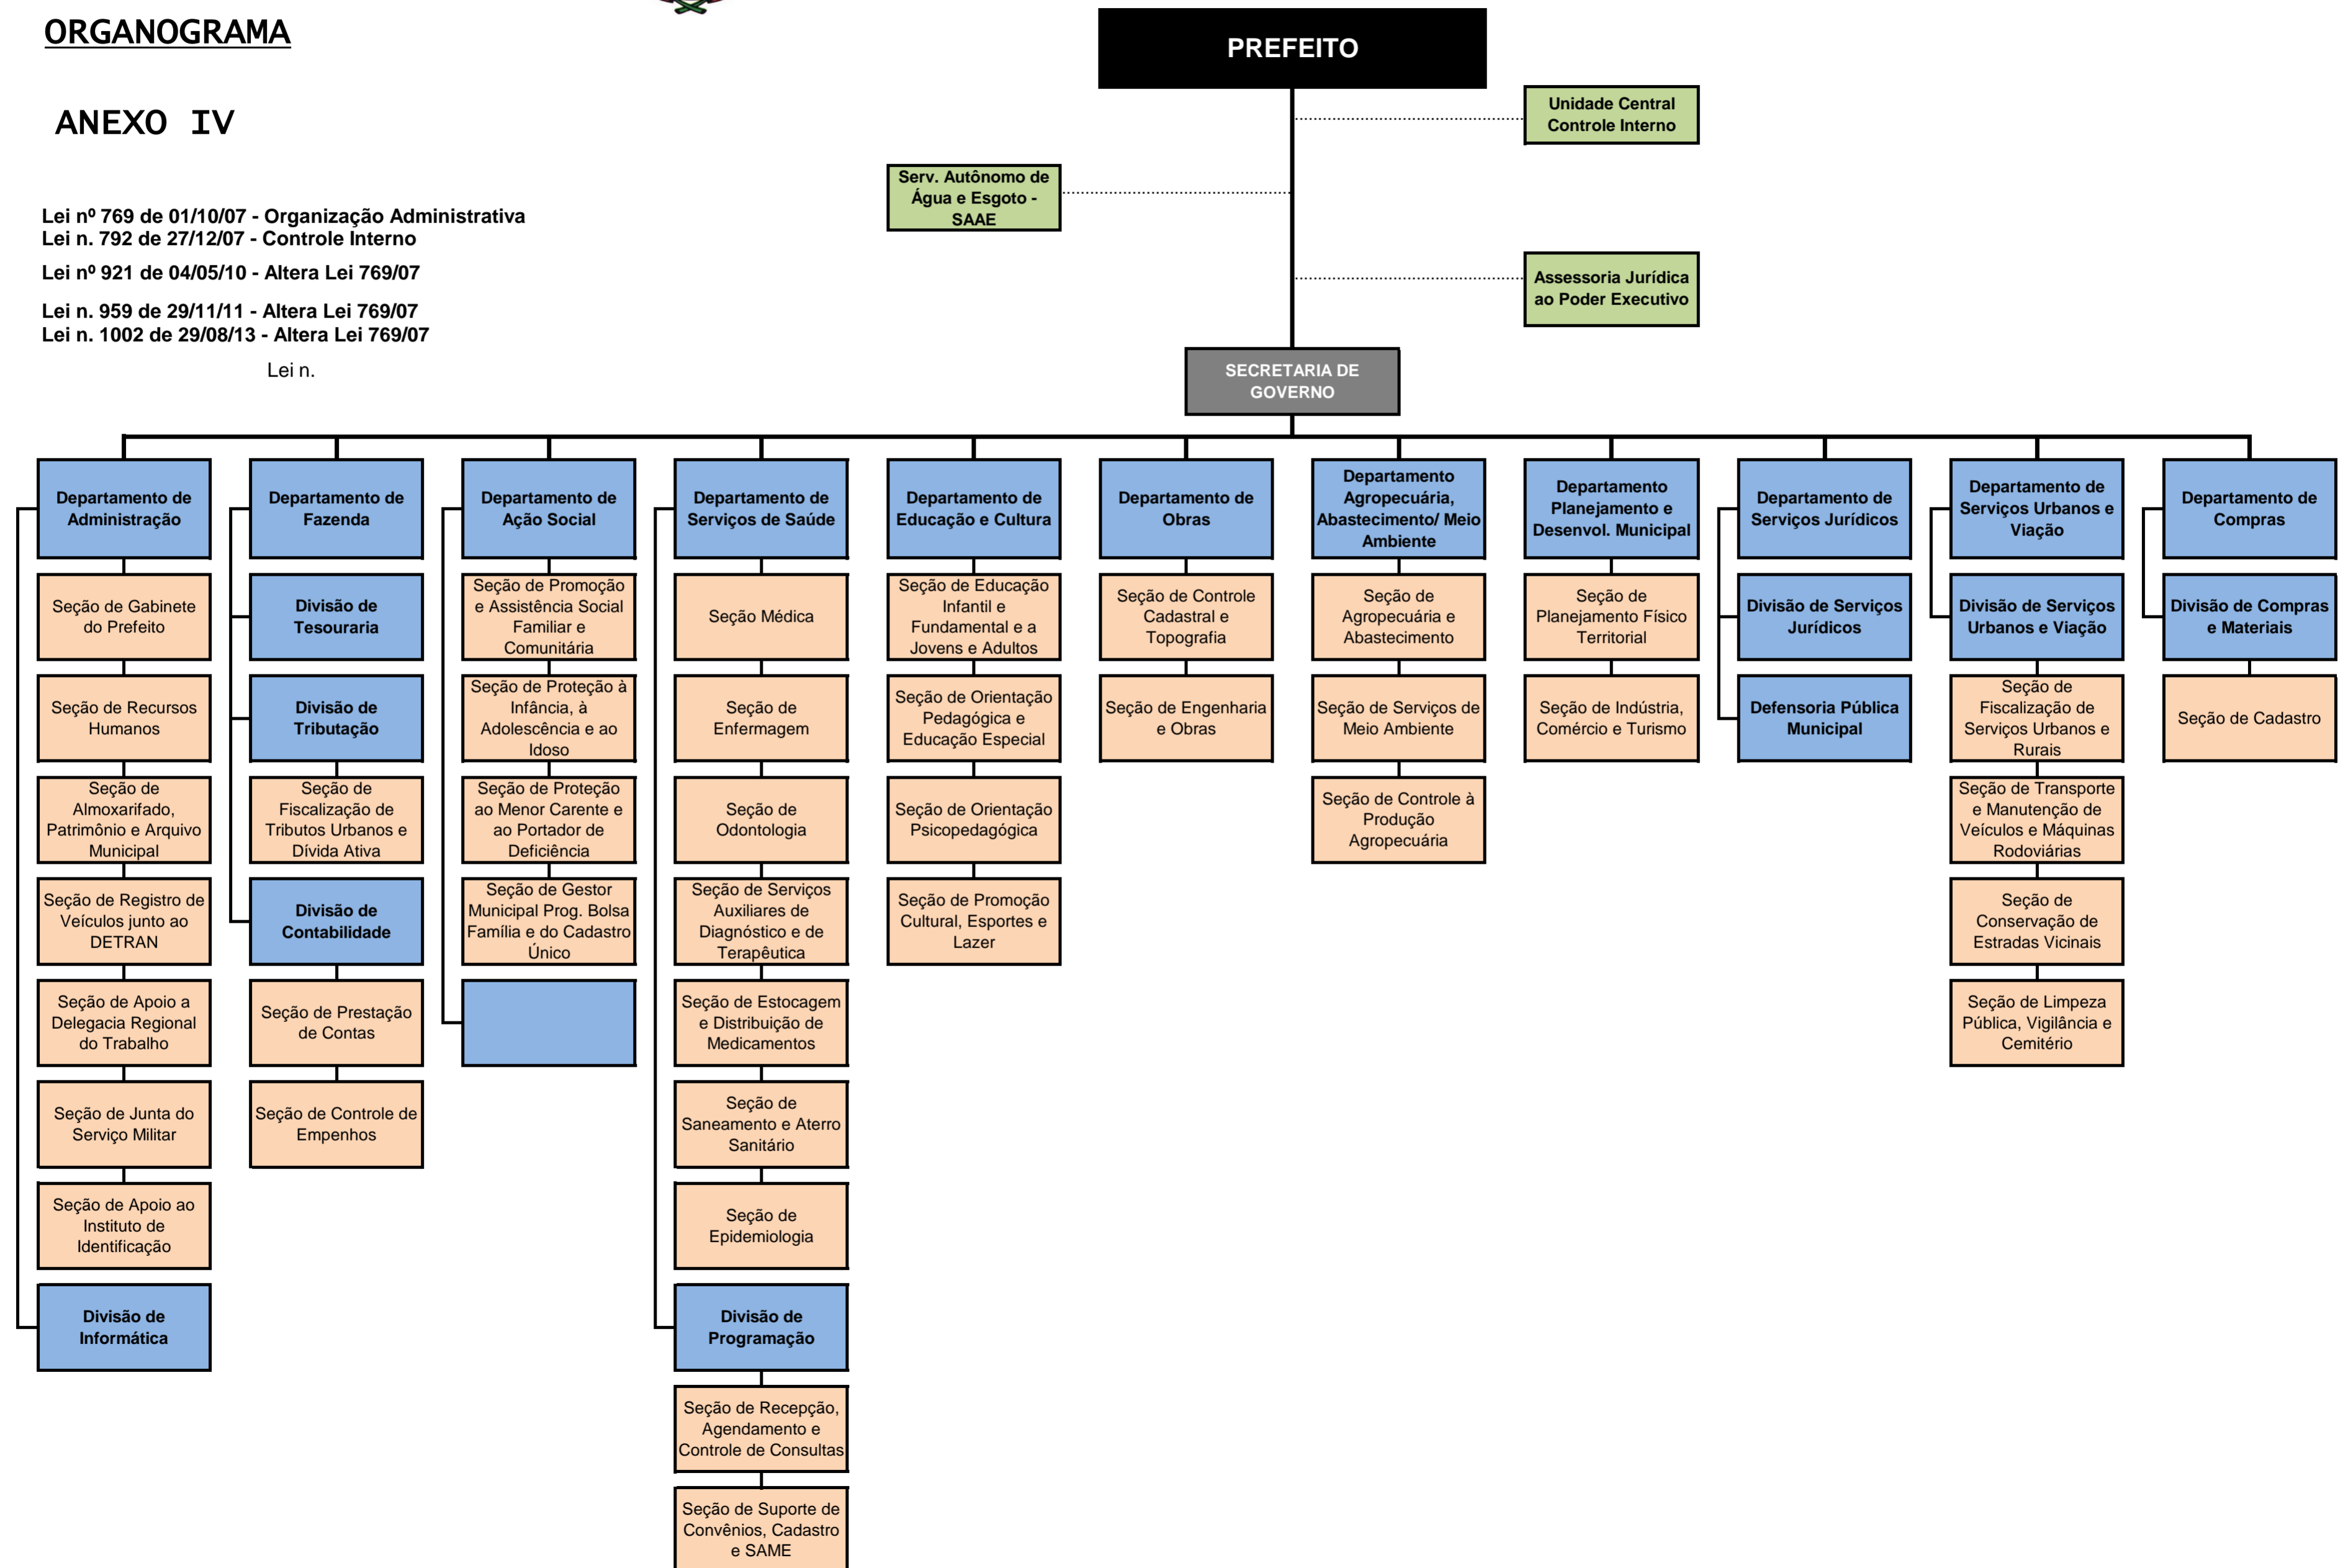 ORGANOGRAMA
ANEXO IV
Lei nº 769 de 01/10/07 - Organização Administrativa
Lei n. 792 de 27/12/07 - Controle Interno
Lei nº 921 de 04/05/10 - Altera Lei 769/07
Lei n. 959 de 29/11/11 - Altera Lei 769/07
Lei n. 1002 de 29/08/13 - Altera Lei 769/07
Lei n.
PREFEITO
Unidade Central
Controle Interno
Serv. Autônomo de
Água e Esgoto -
SAAE
Assessoria Jurídica
ao Poder Executivo
SECRETARIA DE
GOVERNO
Departamento de
Administração
Seção de Gabinete
do Prefeito
Seção de Recursos
Humanos
Seção de
Almoxarifado,
Patrimônio e Arquivo
Municipal
Seção de Registro de
Veículos junto ao
DETRAN
Seção de Apoio a
Delegacia Regional
do Trabalho
Seção de Junta do
Serviço Militar
Seção de Apoio ao
Instituto de
Identificação
Divisão de
Informática
Departamento de
Fazenda
Divisão de
Tesouraria
Divisão de
Tributação
Seção de
Fiscalização de
Tributos Urbanos e
Dívida Ativa
Divisão de
Contabilidade
Seção de Prestação
de Contas
Seção de Controle de
Empenhos
Departamento de
Ação Social
Seção de Promoção
e Assistência Social
Familiar e
Comunitária
Seção de Proteção à
Infância, à
Adolescência e ao
Idoso
Seção de Proteção
ao Menor Carente e
ao Portador de
Deficiência
Seção de Gestor
Municipal Prog. Bolsa
Família e do Cadastro
Único
Departamento de
Serviços de Saúde
Seção Médica
Seção de
Enfermagem
Seção de
Odontologia
Seção de Serviços
Auxiliares de
Diagnóstico e de
Terapêutica
Seção de Estocagem
e Distribuição de
Medicamentos
Seção de
Saneamento e Aterro
Sanitário
Seção de
Epidemiologia
Divisão de
Programação
Seção de Recepção,
Agendamento e
Controle de Consultas
Seção de Suporte de
Convênios, Cadastro
e SAME
Departamento de
Educação e Cultura
Seção de Educação
Infantil e
Fundamental e a
Jovens e Adultos
Seção de Orientação
Pedagógica e
Educação Especial
Seção de Orientação
Psicopedagógica
Seção de Promoção
Cultural, Esportes e
Lazer
Departamento de
Obras
Seção de Controle
Cadastral e
Topografia
Seção de Engenharia
e Obras
Departamento
Agropecuária,
Abastecimento/ Meio
Ambiente
Seção de
Agropecuária e
Abastecimento
Seção de Serviços de
Meio Ambiente
Seção de Controle à
Produção
Agropecuária
Departamento
Planejamento e
Desenvol. Municipal
Seção de
Planejamento Físico
Territorial
Seção de Indústria,
Comércio e Turismo
Departamento de
Serviços Jurídicos
Divisão de Serviços
Jurídicos
Defensoria Pública
Municipal
Departamento de
Serviços Urbanos e
Viação
Divisão de Serviços
Urbanos e Viação
Seção de
Fiscalização de
Serviços Urbanos e
Rurais
Seção de Transporte
e Manutenção de
Veículos e Máquinas
Rodoviárias
Seção de
Conservação de
Estradas Vicinais
Seção de Limpeza
Pública, Vigilância e
Cemitério
Departamento de
Compras
Divisão de Compras
e Materiais
Seção de Cadastro